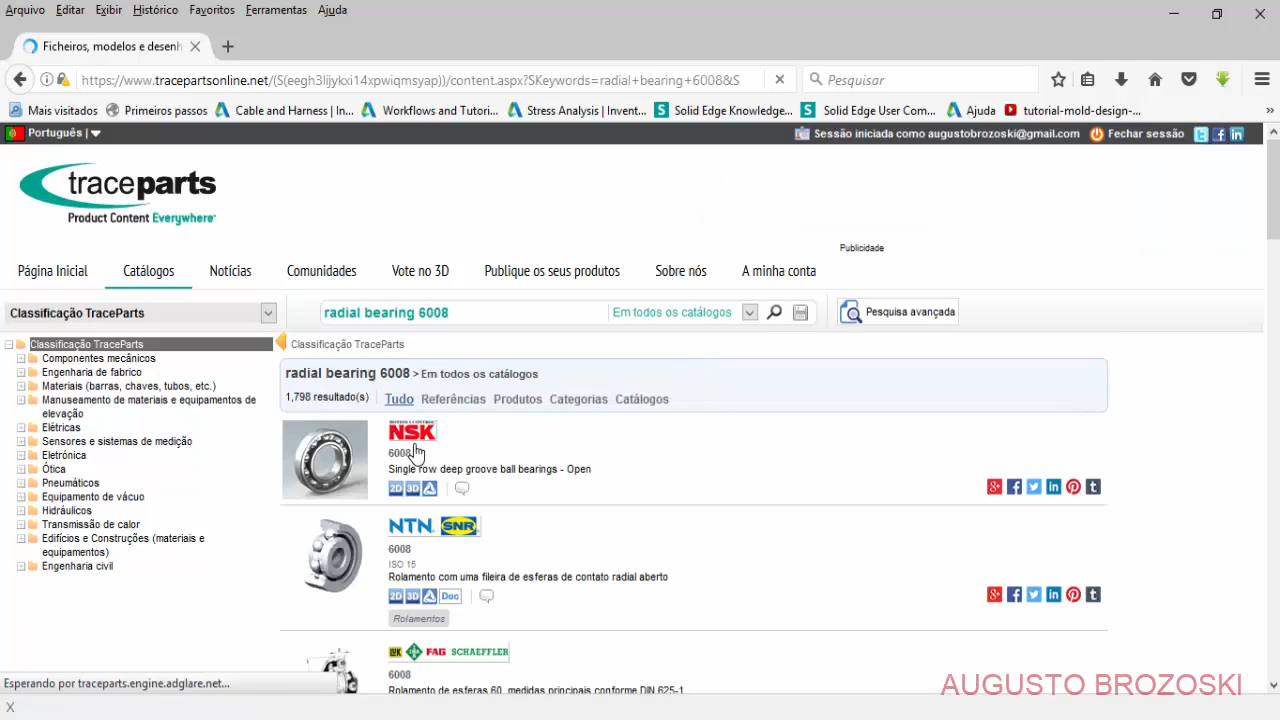 Arquivo Editar Exibir Histórico Favoritos Ferramentas Ajuda
Ficheiros, modelos e desenh
https://www.tracepartsonline.net/(S(eegh3lijykxi14xpwiqmsyap))/content.aspx?SKeywords=radial+bearing+6008&S
Pesquisar
Mais visitados Primeiros passos Cable and Harness | In... Workflows and Tutori... Stress Analysis | Invent... Solid Edge Knowledge... Solid Edge User Com... Ajuda tutorial-mold-design-...
Português |
Sessão iniciada como augustobrozoski@gmail.com Fechar sessão
traceparts
Product Content Everywhere
Publicidade
Página Inicial Catálogos Notícias Comunidades Vote no 3D Publique os seus produtos Sobre nós A minha conta
Classificação TraceParts
radial bearing 6008 Em todos os catálogos
Pesquisa avançada
Classificação TraceParts
Componentes mecânicos
Engenharia de fabrico
Materiais (barras, chaves, tubos, etc.)
Manuseamento de materiais e equipamentos de
elevação
Elétricas
Sensores e sistemas de medição
Eletrónica
Ótica
Pneumáticos
Equipamento de vácuo
Hidráulicos
Transmissão de calor
Edifícios e Construções (materiais e
equipamentos)
Engenharia civil
Classificação TraceParts
radial bearing 6008 > Em todos os catálogos
1,798 resultado(s) Tudo Referências Produtos Categorias Catálogos
NSK
6008
Single row deep groove ball bearings - Open
2D 3D
NTN SNR
6008
ISO 15
Rolamento com uma fileira de esferas de contato radial aberto
2D 3D Doc
Rolamentos
LuK FAG SCHAEFFLER
6008
Rolamento de esferas 60, medidas principais conforme DIN 625-1
Esperando por traceparts.engine.adglare.net...
AUGUSTO BROZOSKI